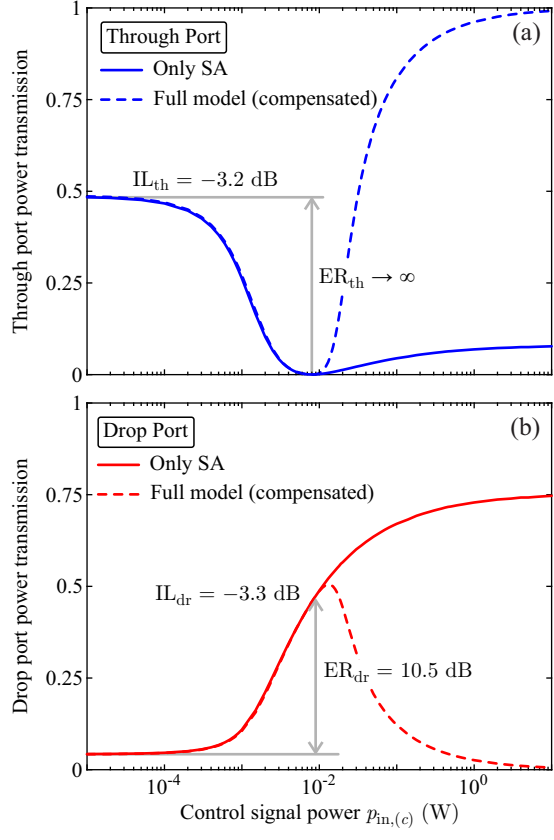 Through Port
(a)
Only SA
Full model (compensated)
IL_th = −3.2 dB
ER_th → ∞
Through port power transmission
1
0.75
0.5
0.25
0
Drop Port
(b)
Only SA
Full model (compensated)
IL_dr = −3.3 dB
ER_dr = 10.5 dB
Drop port power transmission
1
0.75
0.5
0.25
0
10^-4
10^-2
10^0
Control signal power p_in,(c) (W)